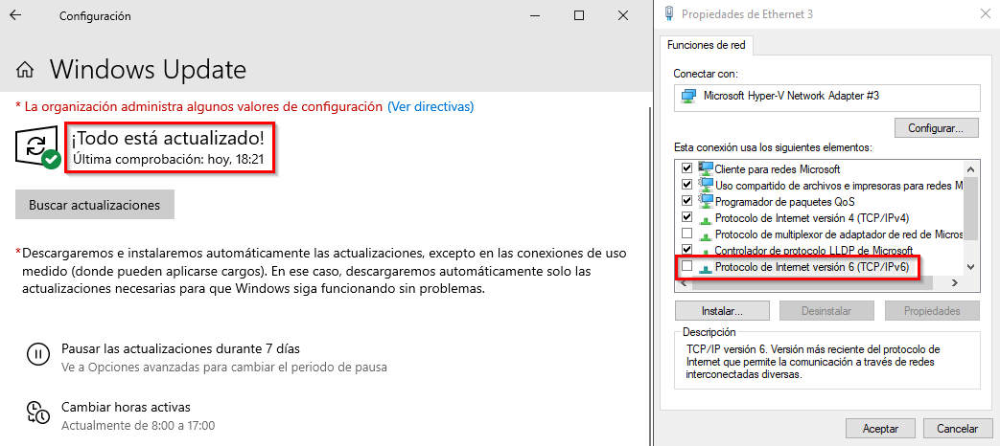 Configuración
Windows Update
* La organización administra algunos valores de configuración (Ver directivas)
¡Todo está actualizado!
Última comprobación: hoy, 18:21
Buscar actualizaciones
*Descargaremos e instalaremos automáticamente las actualizaciones, excepto en las conexiones de uso
medido (donde pueden aplicarse cargos). En ese caso, descargaremos automáticamente solo las
actualizaciones necesarias para que Windows siga funcionando sin problemas.
Pausar las actualizaciones durante 7 días
Ve a Opciones avanzadas para cambiar el periodo de pausa
Cambiar horas activas
Actualmente de 8:00 a 17:00
Propiedades de Ethernet 3
Funciones de red
Conectar con:
Microsoft Hyper-V Network Adapter #3
Configurar...
Esta conexión usa los siguientes elementos:
Cliente para redes Microsoft
Uso compartido de archivos e impresoras para redes M
Programador de paquetes QoS
Protocolo de Internet versión 4 (TCP/IPv4)
Protocolo de multiplexor de adaptador de red de Micros
Controlador de protocolo LLDP de Microsoft
Protocolo de Internet versión 6 (TCP/IPv6)
Instalar...
Desinstalar
Propiedades
Descripción
TCP/IP versión 6. Versión más reciente del protocolo de
Internet que permite la comunicación a través de redes
interconectadas diversas.
Aceptar
Cancelar